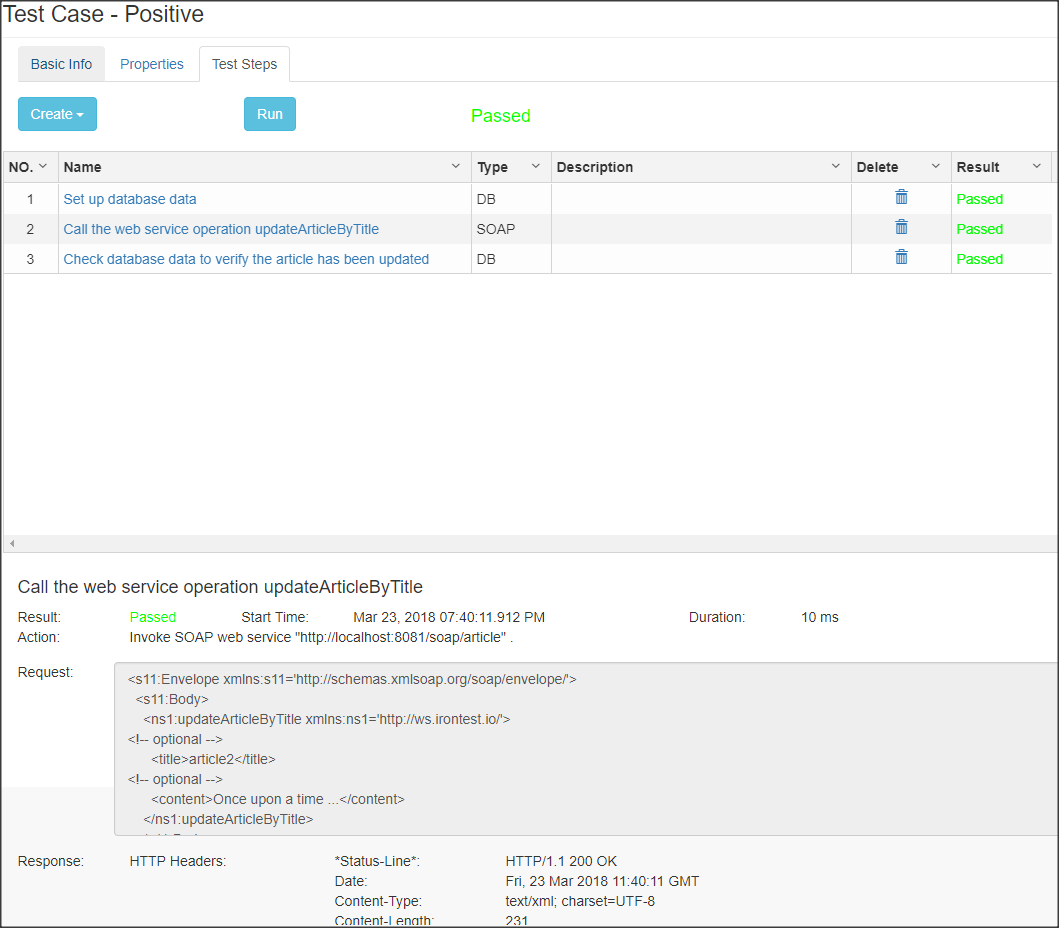 Test Case - Positive
Basic Info Properties Test Steps
Create Run Passed
NO. Name Type Description Delete Result
1 Set up database data DB Passed
2 Call the web service operation updateArticleByTitle SOAP Passed
3 Check database data to verify the article has been updated DB Passed
Call the web service operation updateArticleByTitle
Result: Passed Start Time: Mar 23, 2018 07:40:11.912 PM Duration: 10 ms
Action: Invoke SOAP web service "http://localhost:8081/soap/article" .
Request: <s11:Envelope xmlns:s11='http://schemas.xmlsoap.org/soap/envelope/'>
<s11:Body>
<ns1:updateArticleByTitle xmlns:ns1='http://ws.irontest.io/'>
<!-- optional -->
<title>article2</title>
<!-- optional -->
<content>Once upon a time ...</content>
</ns1:updateArticleByTitle>
Response: HTTP Headers: *Status-Line*: HTTP/1.1 200 OK
Date: Fri, 23 Mar 2018 11:40:11 GMT
Content-Type: text/xml; charset=UTF-8
Content-Length: 231